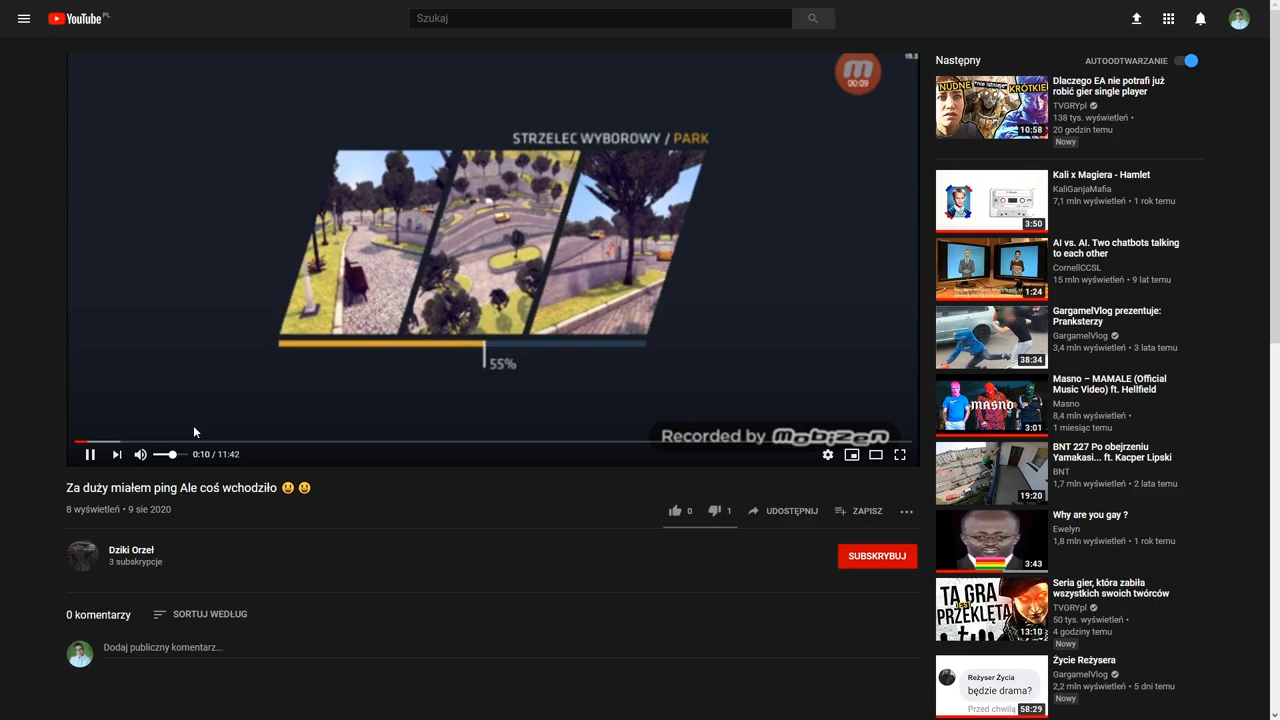 YouTube PL
Szukaj
00:09
STRZELEC WYBOROWY / PARK
55%
Recorded by mobizen
0:10 / 11:42
Za duży miałem ping Ale coś wchodziło 😃 😃
8 wyświetleń • 9 sie 2020
0
1
UDOSTĘPNIJ
ZAPISZ
Dziki Orzeł
3 subskrypcje
SUBSKRYBUJ
0 komentarzy
SORTUJ WEDŁUG
Dodaj publiczny komentarz...
Następny
AUTOODTWARZANIE
NUDNE
*nie istnieje*
KRÓTKIE
10:58
Dlaczego EA nie potrafi już
robić gier single player
TVGRYpl
138 tys. wyświetleń •
20 godzin temu
Nowy
3:50
Kali x Magiera - Hamlet
KaliGanjaMafia
7,1 mln wyświetleń • 1 rok temu
1:24
AI vs. AI. Two chatbots talking
to each other
CornellCCSL
15 mln wyświetleń • 9 lat temu
38:34
GargamelVlog prezentuje:
Pranksterzy
GargamelVlog
3,4 mln wyświetleń • 3 lata temu
MASNO
3:01
Masno – MAMALE (Official
Music Video) ft. Hellfield
Masno
8,4 mln wyświetleń •
1 miesiąc temu
19:20
BNT 227 Po obejrzeniu
Yamakasi... ft. Kacper Lipski
BNT
1,7 mln wyświetleń • 2 lata temu
3:43
Why are you gay ?
Ewelyn
1,8 mln wyświetleń • 1 rok temu
TA GRA
JEST
PRZEKLĘTA
13:10
Seria gier, która zabiła
wszystkich swoich twórców
TVGRYpl
50 tys. wyświetleń •
4 godziny temu
Nowy
Reżyser Życia
będzie drama?
Przed chwilą
58:29
Życie Reżysera
GargamelVlog
2,2 mln wyświetleń • 5 dni temu
Nowy